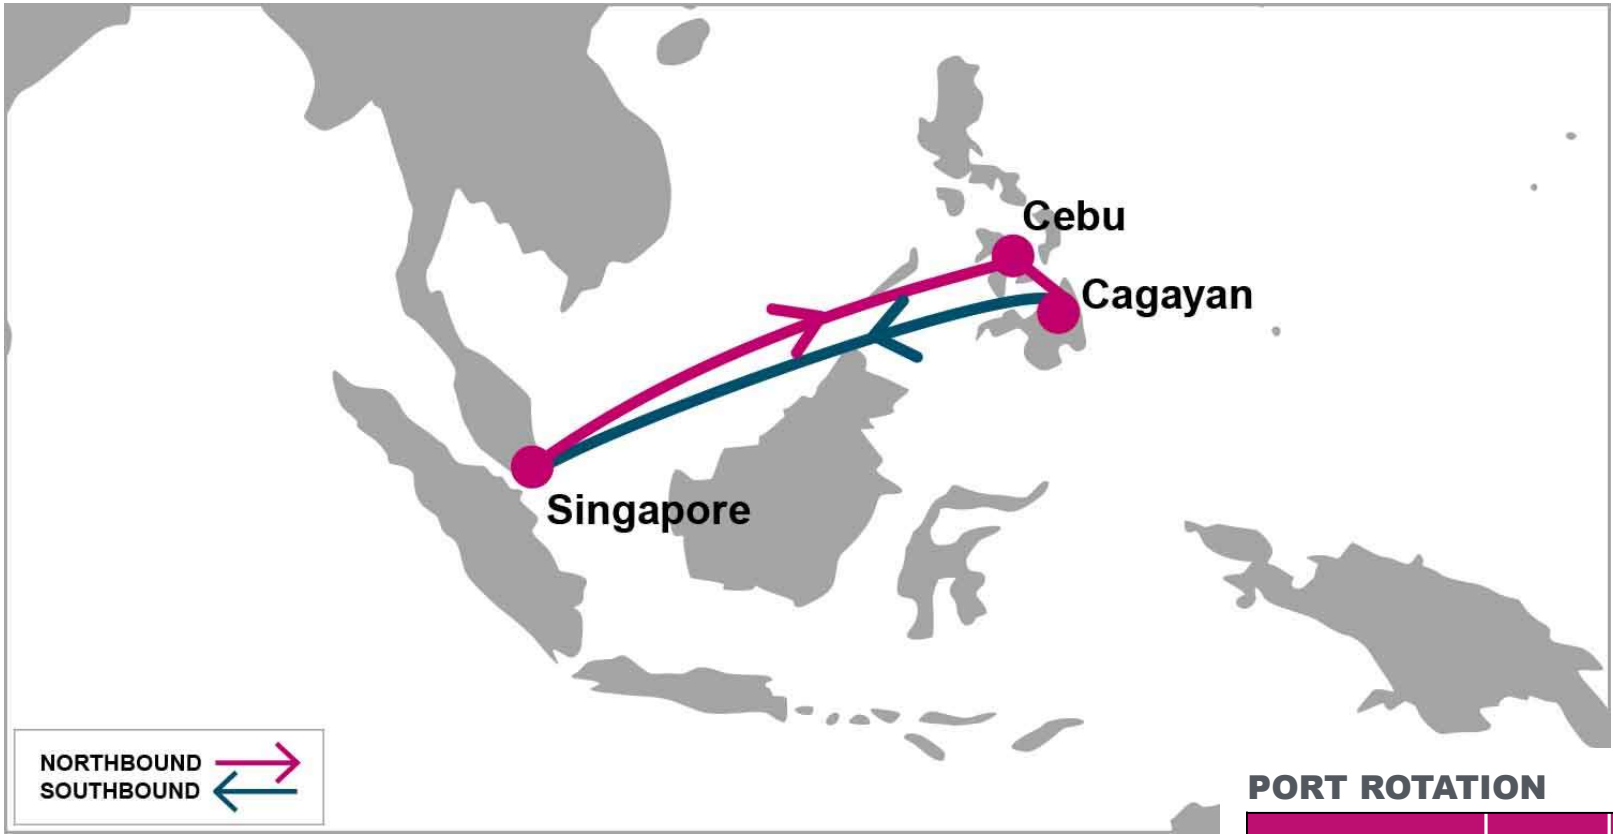 Cebu
Cagayan
Singapore
NORTHBOUND
SOUTHBOUND
PORT ROTATION